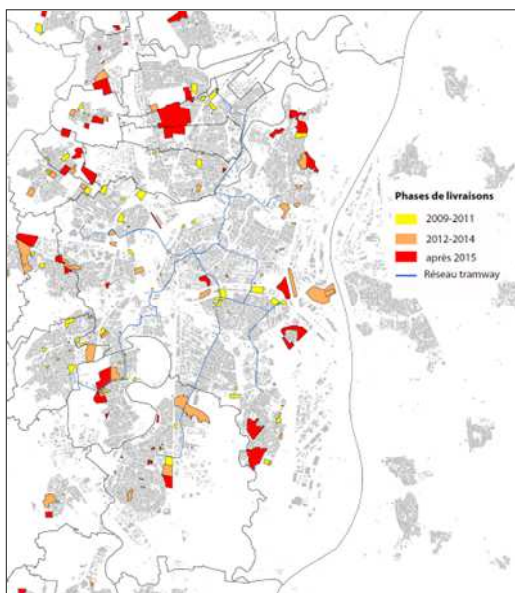 Phases de livraisons
2009-2011
2012-2014
après 2015
Réseau tramway